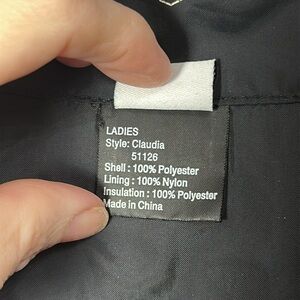 LADIES
Style: Claudia
51126
Shell : 100% Polyester
Lining : 100% Nylon
Insulation : 100% Polyester
Made in China